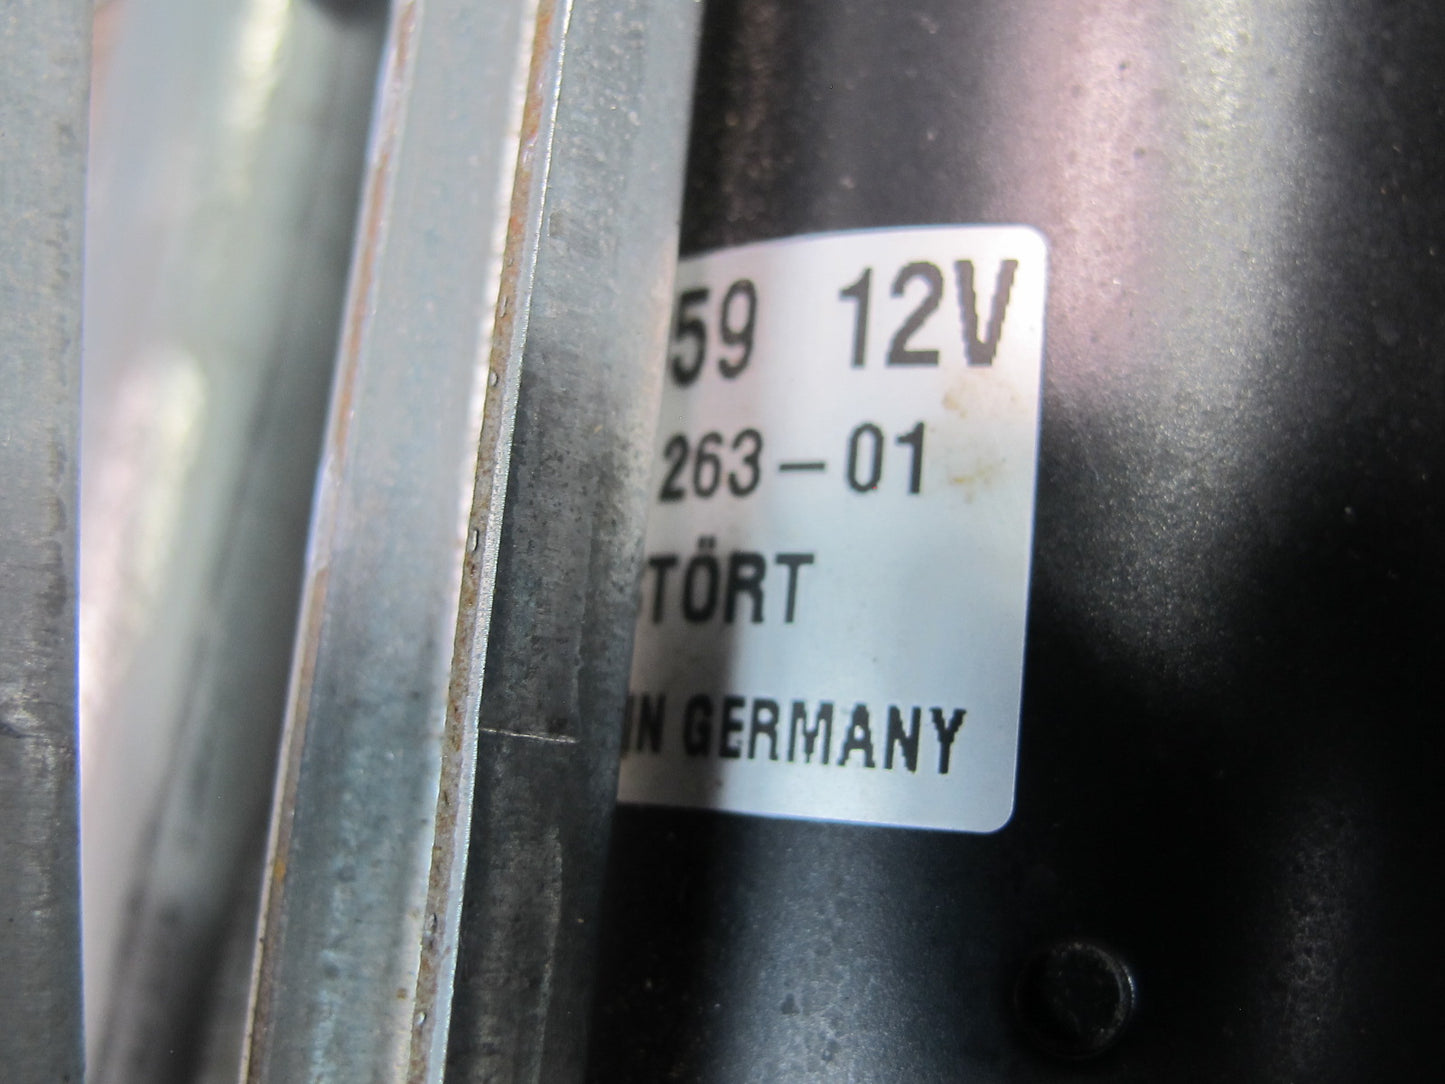 59 12V
263-01
TÖRT
IN GERMANY